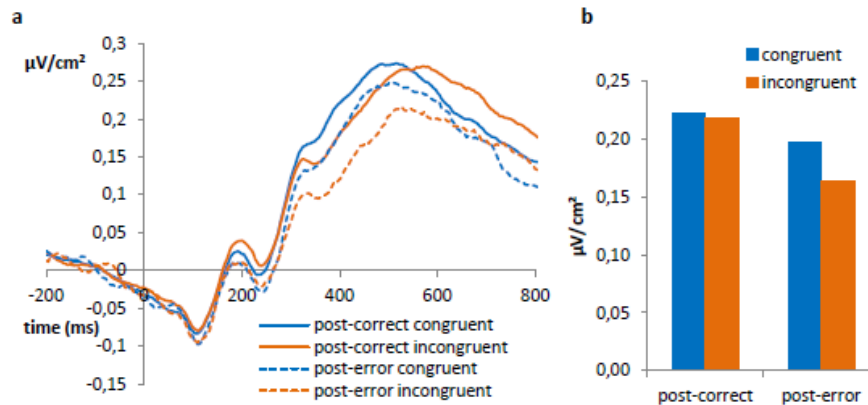 a
μV/cm²
0,3
0,25
0,2
0,15
0,1
0,05
0
-0,05
-0,1
-0,15
-200
0
200
400
600
800
time (ms)
post-correct congruent
post-correct incongruent
post-error congruent
post-error incongruent
b
congruent
incongruent
μV/cm²
0,25
0,20
0,15
0,10
0,05
0,00
post-correct
post-error